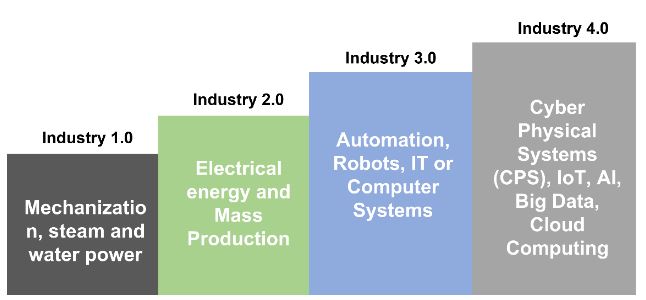 Industry 1.0
Mechanizatio
n, steam and
water power
Industry 2.0
Electrical
energy and
Mass
Production
Industry 3.0
Automation,
Robots, IT or
Computer
Systems
Industry 4.0
Cyber
Physical
Systems
(CPS), IoT, AI,
Big Data,
Cloud
Computing